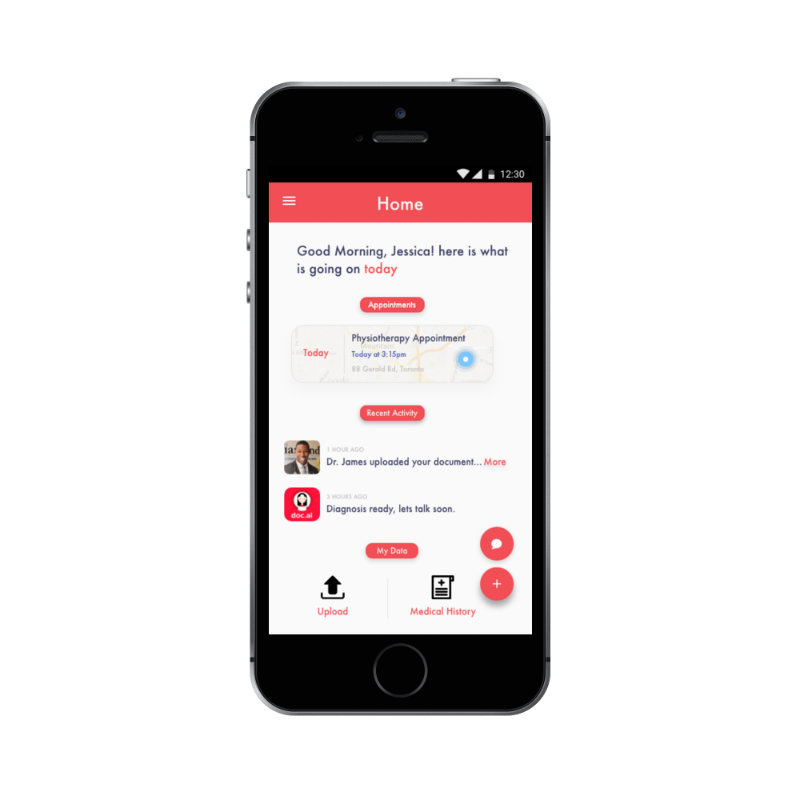 12:30
Home
Good Morning, Jessica! here is what
is going on today
Appointments
Today
Physiotherapy Appointment
Today at 3:15pm
88 Gerald Rd, Toronto
Recent Activity
1 HOUR AGO
Dr. James uploaded your document... More
doc.ai
3 HOURS AGO
Diagnosis ready, lets talk soon.
My Data
Upload
Medical History